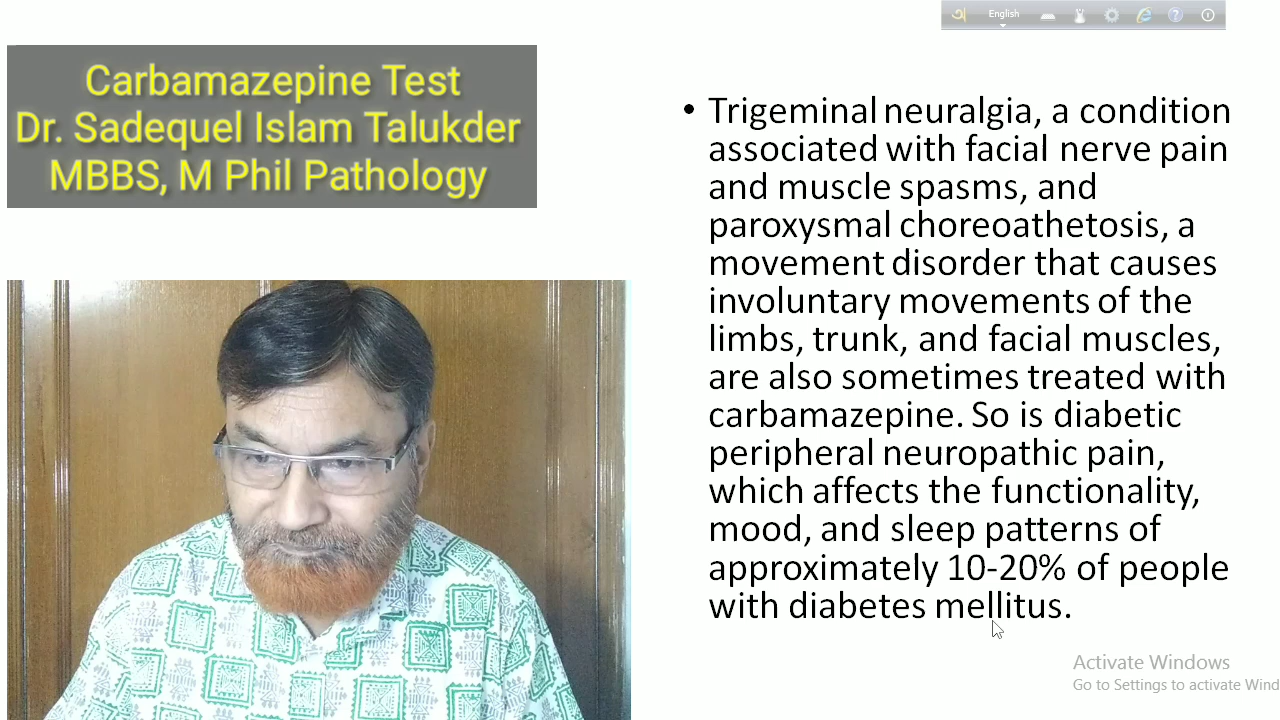 English
Carbamazepine Test
Dr. Sadequel Islam Talukder
MBBS, M Phil Pathology
• Trigeminal neuralgia, a condition
associated with facial nerve pain
and muscle spasms, and
paroxysmal choreoathetosis, a
movement disorder that causes
involuntary movements of the
limbs, trunk, and facial muscles,
are also sometimes treated with
carbamazepine. So is diabetic
peripheral neuropathic pain,
which affects the functionality,
mood, and sleep patterns of
approximately 10-20% of people
with diabetes mellitus.
Activate Windows
Go to Settings to activate Wind